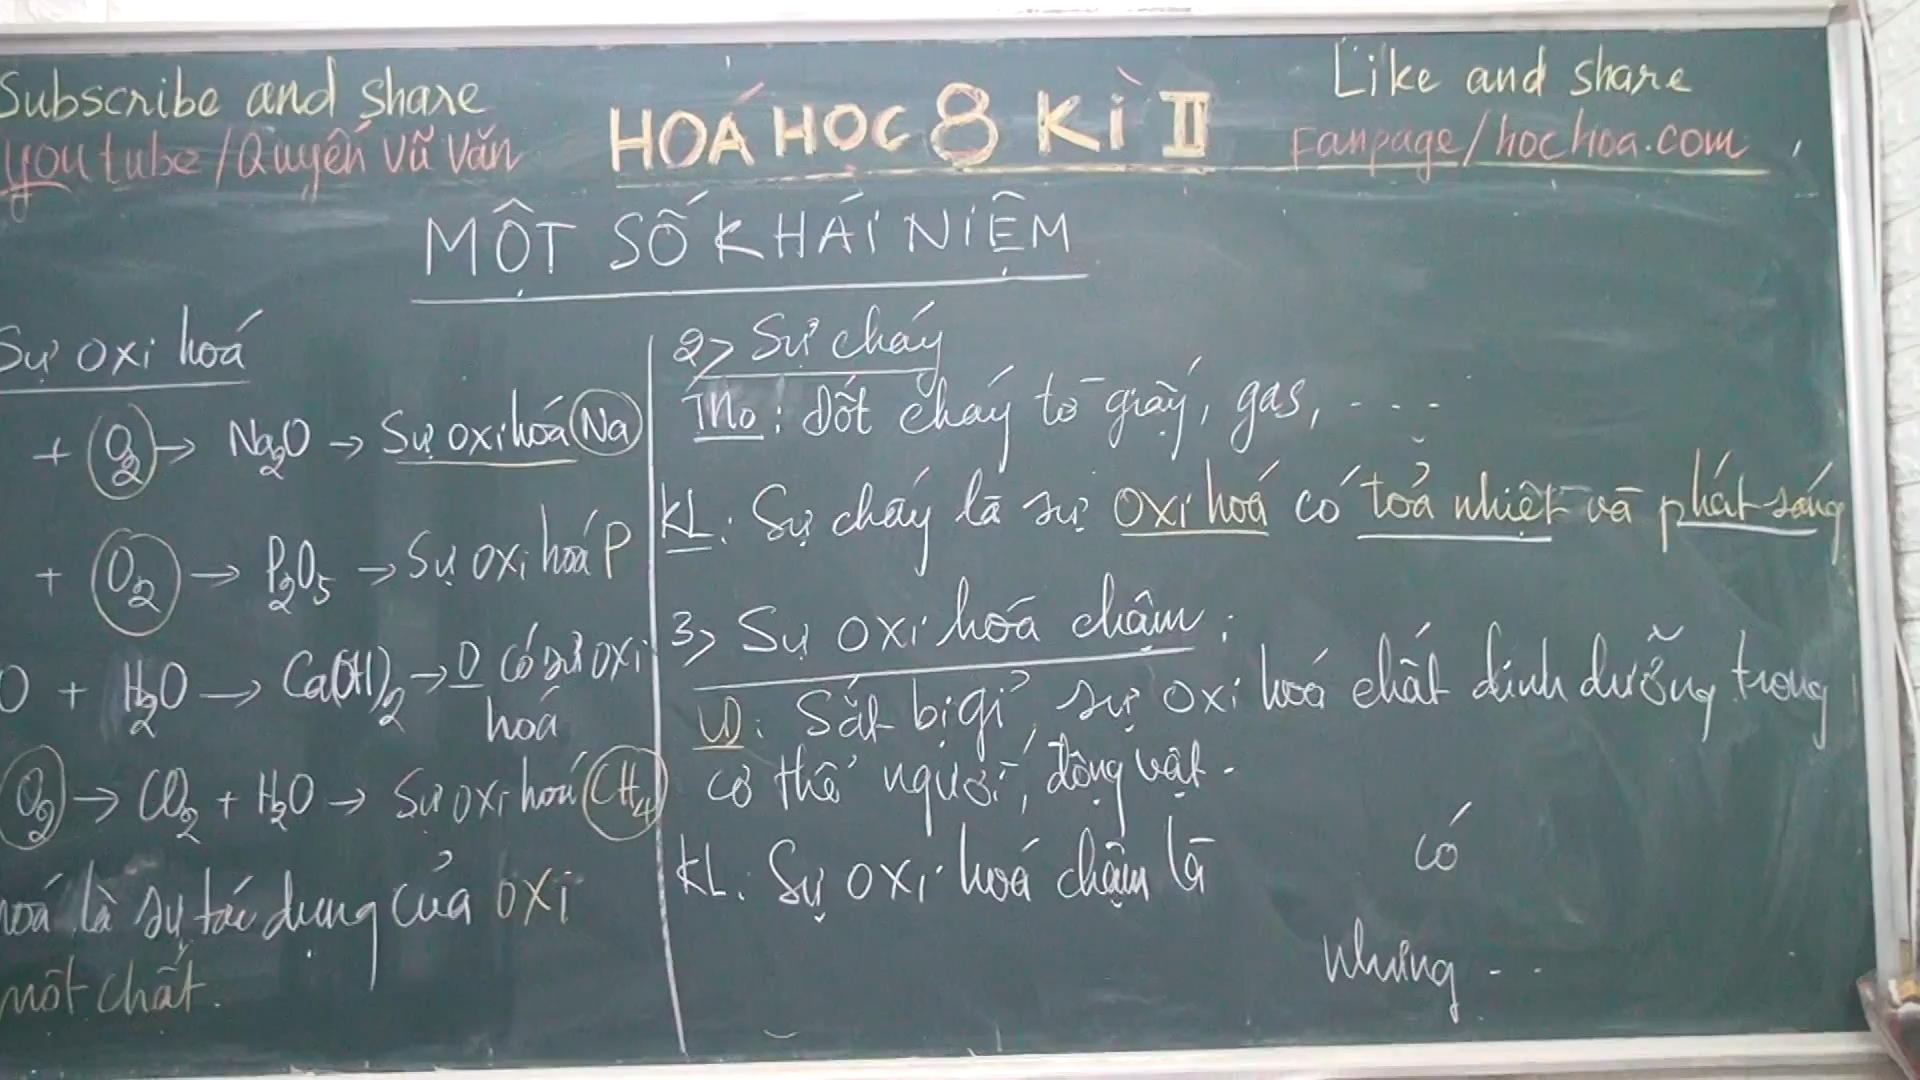 Subscribe and share
youtube/Quyến Vũ Văn
HOÁ HỌC 8 KÌ II
Like and share
Fanpage/hochoa.com
MỘT SỐ KHÁI NIỆM
Sự oxi hoá
+ O2 → Na2O → Sự oxi hoá Na
+ O2 → P2O5 → Sự oxi hoá P
O + H2O → Ca(OH)2 → 0 có sự oxi
hoá
O2 → CO2 + H2O → Sự oxi hoá CH4
hoá là sự tác dụng của oxi
một chất.
2> Sự cháy
TNo: đốt cháy tờ giấy, gas, ....
KL: Sự cháy là sự oxi hoá có toả nhiệt và phát sáng
3> Sự oxi hoá chậm:
VD: Sắt bị gỉ, sự oxi hoá chất dinh dưỡng trong
cơ thể người, động vật.
KL: Sự oxi hoá chậm là
có
nhưng ...